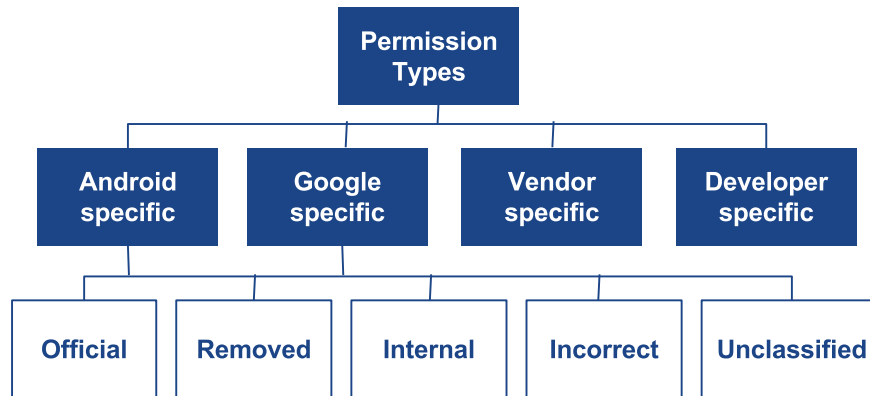 Permission
Types
Android
specific
Google
specific
Vendor
specific
Developer
specific
Official
Removed
Internal
Incorrect
Unclassified